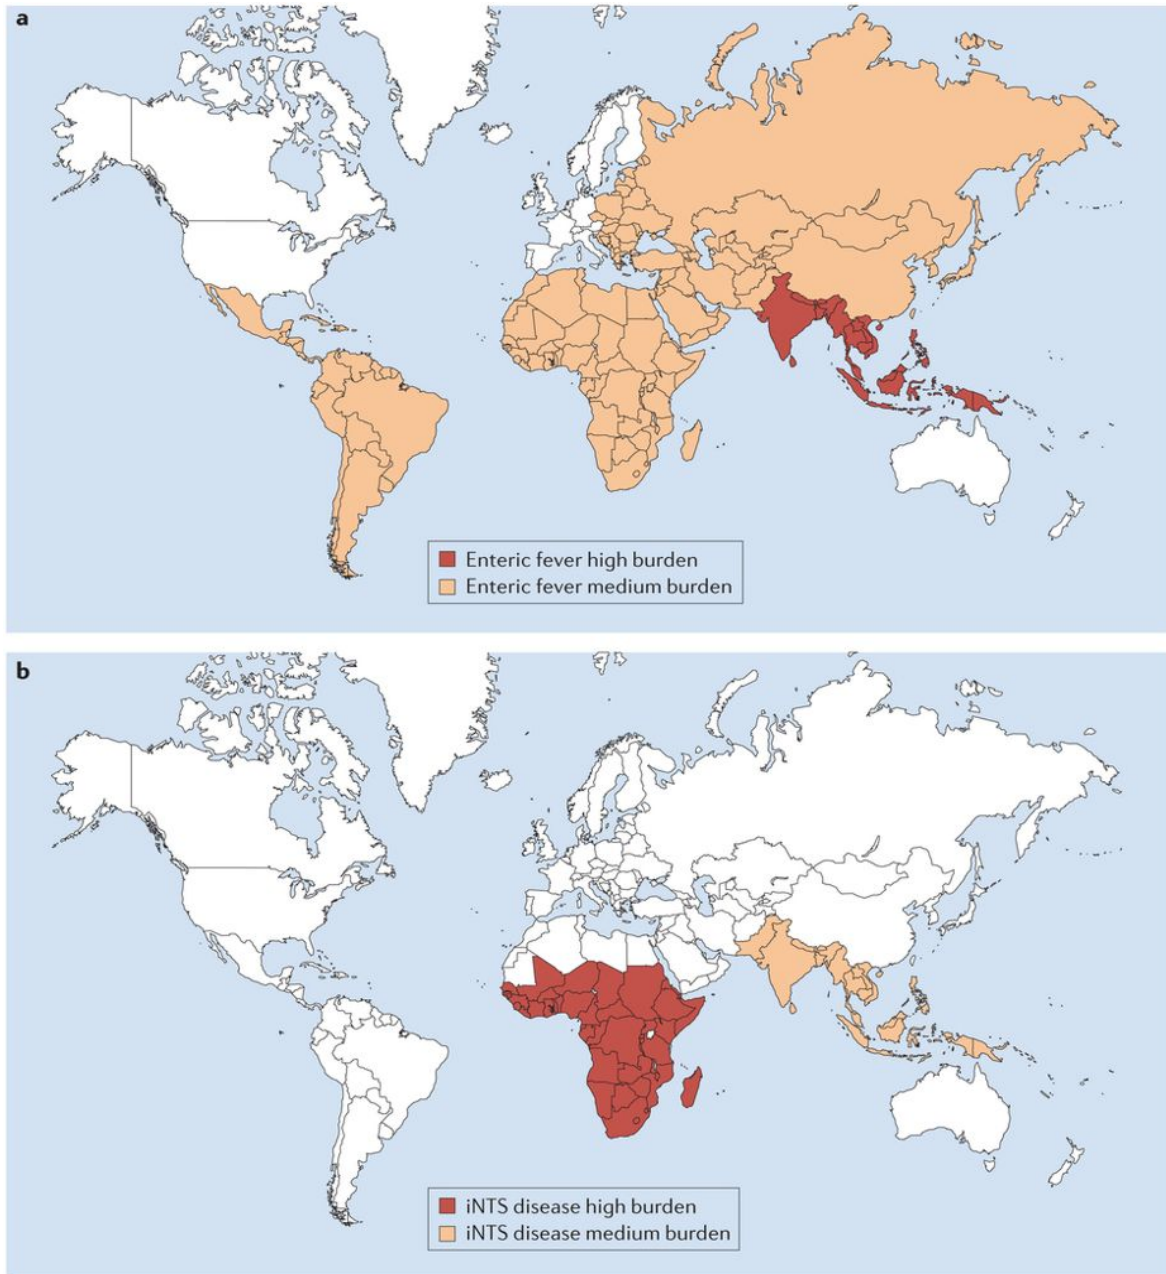 a
Enteric fever high burden
Enteric fever medium burden
b
iNTS disease high burden
iNTS disease medium burden